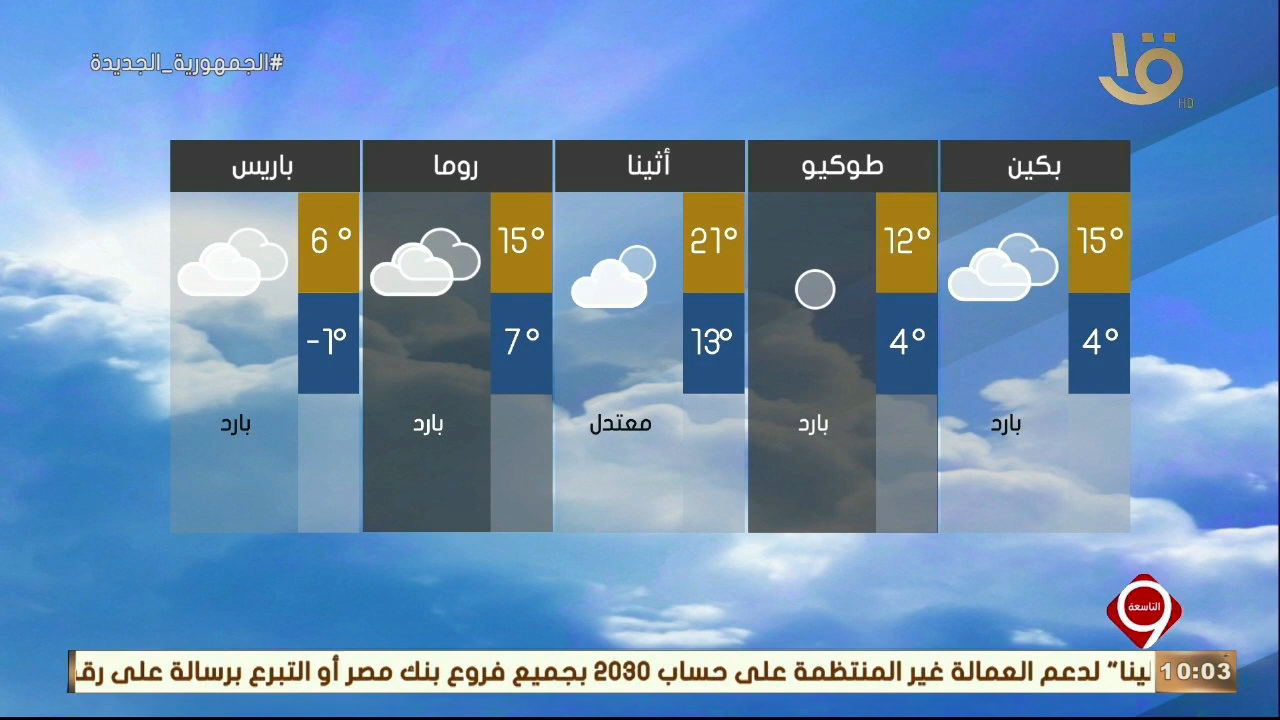 #الجمهورية_الجديدة
HD
بكين
15°
4°
بارد
طوكيو
12°
4°
بارد
أثينا
21°
13°
معتدل
روما
15°
7°
بارد
باريس
6°
-1°
بارد
التاسعة
9
10:03
لينا" لدعم العمالة غير المنتظمة على حساب 2030 بجميع فروع بنك مصر أو التبرع برسالة على رق